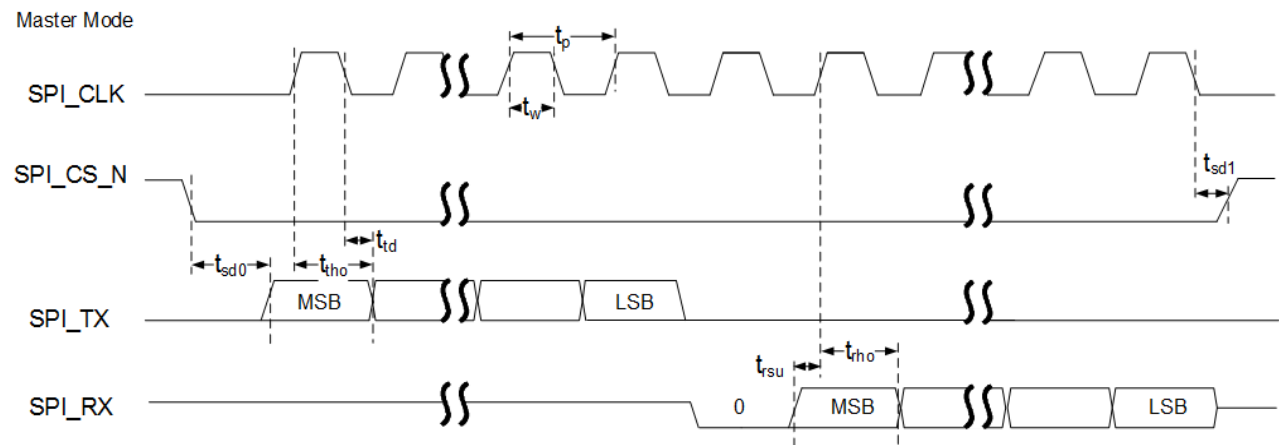 Master Mode
t_p
SPI_CLK
t_w
SPI_CS_N
t_sd1
t_td
t_sd0
t_tho
MSB
LSB
SPI_TX
t_rsu
t_rho
SPI_RX
0
MSB
LSB